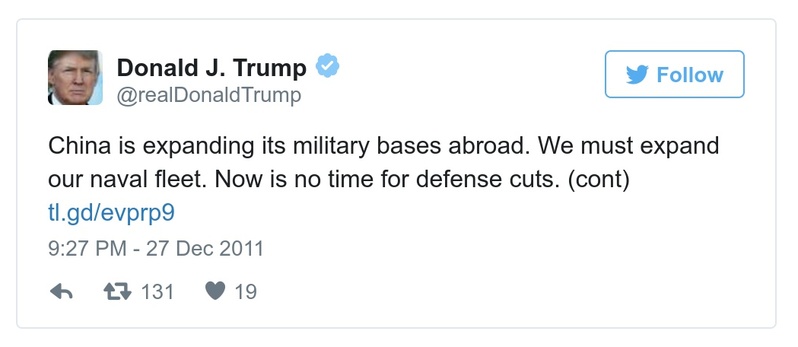 Donald J. Trump
@realDonaldTrump
Follow
China is expanding its military bases abroad. We must expand
our naval fleet. Now is no time for defense cuts. (cont)
tl.gd/evprp9
9:27 PM - 27 Dec 2011
131 19